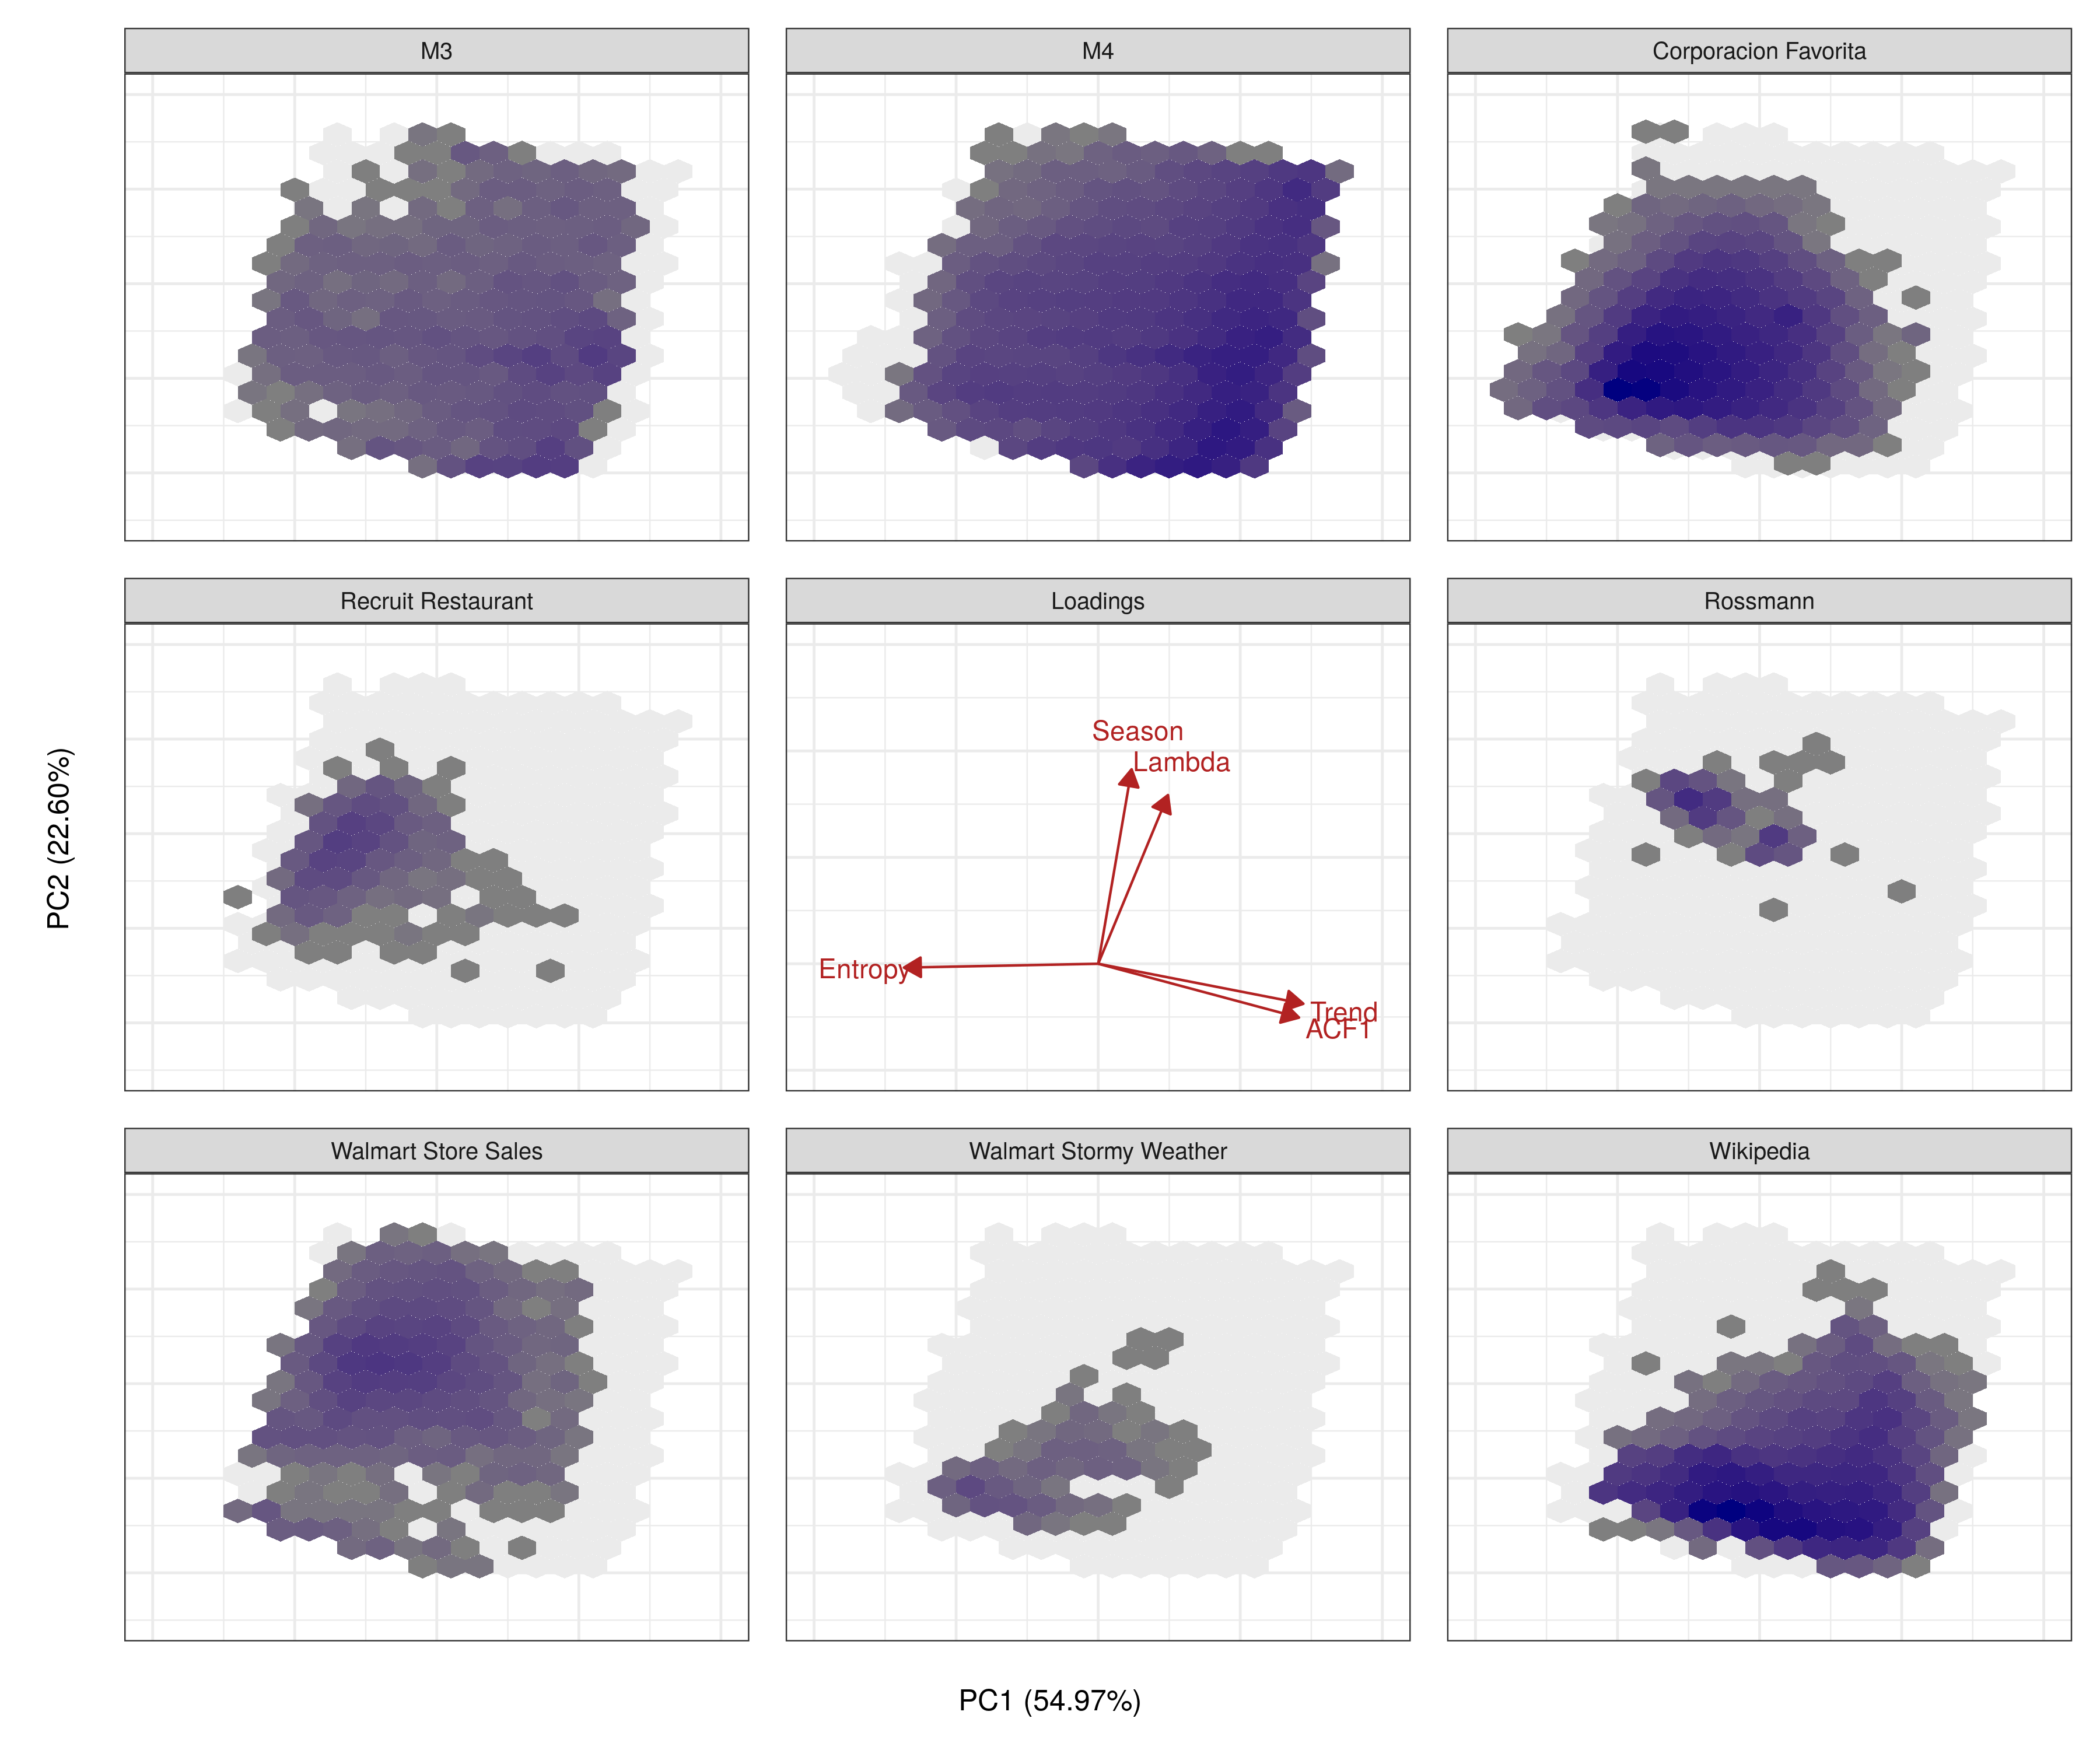 M3
M4
Corporacion Favorita
Recruit Restaurant
Loadings
Rossmann
Season
Lambda
Entropy
Trend
ACF1
PC2 (22.60%)
Walmart Store Sales
Walmart Stormy Weather
Wikipedia
PC1 (54.97%)